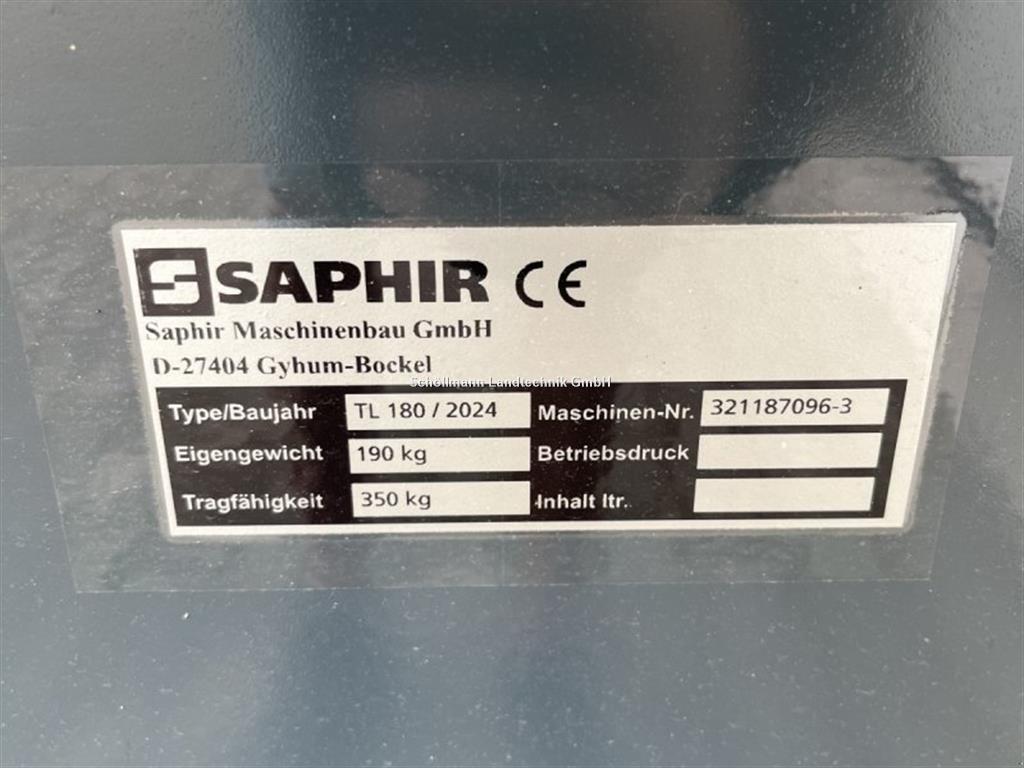 SAPHIR CE
Saphir Maschinenbau GmbH
D-27404 Gyhum-Bockel
Schöllmann Landtechnik GmbH
Type/Baujahr TL 180 / 2024 Maschinen-Nr. 321187096-3
Eigengewicht 190 kg Betriebsdruck
Tragfähigkeit 350 kg Inhalt ltr.